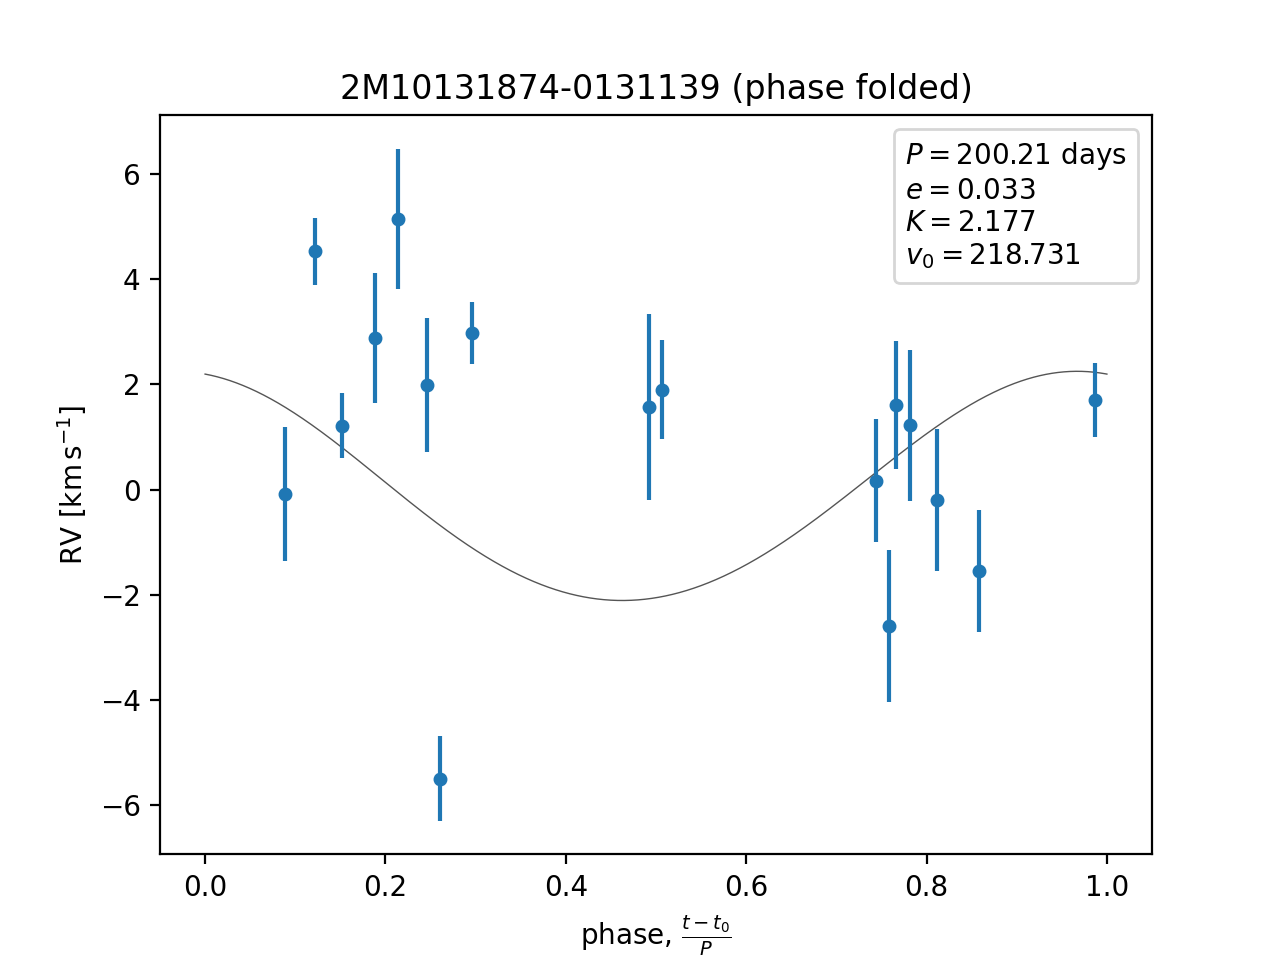 2M10131874-0131139 (phase folded)
P = 200.21 days
e = 0.033
K = 2.177
v₀ = 218.731
RV [km s⁻¹]
6
4
2
0
−2
−4
−6
0.0 0.2 0.4 0.6 0.8 1.0
phase, (t − t₀)/P